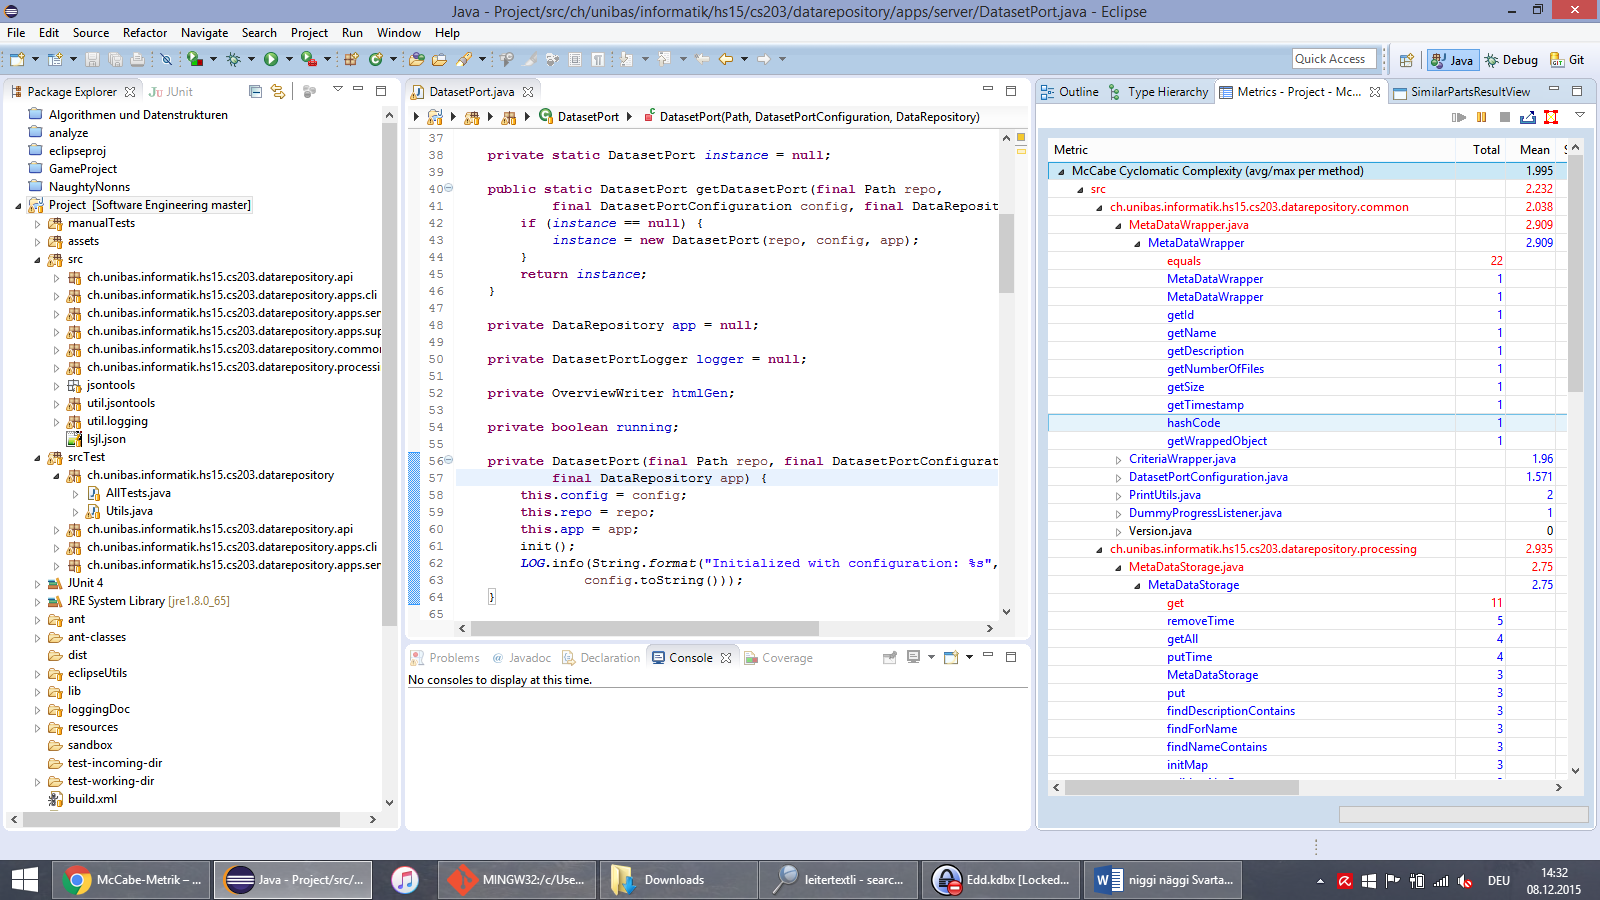 Java - Project/src/ch/unibas/informatik/hs15/cs203/datarepository/apps/server/DatasetPort.java - Eclipse
File Edit Source Refactor Navigate Search Project Run Window Help
Quick Access
Java
Debug
Git
Package Explorer
JUnit
Algorithmen und Datenstrukturen
analyze
eclipseproj
GameProject
NaughtyNonns
Project [Software Engineering master]
manualTests
assets
src
ch.unibas.informatik.hs15.cs203.datarepository.api
ch.unibas.informatik.hs15.cs203.datarepository.apps.cli
ch.unibas.informatik.hs15.cs203.datarepository.apps.ser
ch.unibas.informatik.hs15.cs203.datarepository.apps.sup
ch.unibas.informatik.hs15.cs203.datarepository.common
ch.unibas.informatik.hs15.cs203.datarepository.processi
jsontools
util.jsontools
util.logging
lsjl.json
srcTest
ch.unibas.informatik.hs15.cs203.datarepository
AllTests.java
Utils.java
ch.unibas.informatik.hs15.cs203.datarepository.api
ch.unibas.informatik.hs15.cs203.datarepository.apps.cli
ch.unibas.informatik.hs15.cs203.datarepository.apps.ser
JUnit 4
JRE System Library [jre1.8.0_65]
ant
ant-classes
dist
eclipseUtils
lib
loggingDoc
resources
sandbox
test-incoming-dir
test-working-dir
build.xml
DatasetPort.java
DatasetPort DatasetPort(Path, DatasetPortConfiguration, DataRepository)
37
38 private static DatasetPort instance = null;
39
40 public static DatasetPort getDatasetPort(final Path repo,
41 final DatasetPortConfiguration config, final DataReposit
42 if (instance == null) {
43 instance = new DatasetPort(repo, config, app);
44 }
45 return instance;
46 }
47
48 private DataRepository app = null;
49
50 private DatasetPortLogger logger = null;
51
52 private OverviewWriter htmlGen;
53
54 private boolean running;
55
56 private DatasetPort(final Path repo, final DatasetPortConfigurat
57 final DataRepository app) {
58 this.config = config;
59 this.repo = repo;
60 this.app = app;
61 init();
62 LOG.info(String.format("Initialized with configuration: %s",
63 config.toString()));
64 }
65
Problems @ Javadoc Declaration Console Coverage
No consoles to display at this time.
Outline Type Hierarchy Metrics - Project - Mc... SimilarPartsResultView
Metric Total Mean
McCabe Cyclomatic Complexity (avg/max per method) 1.995
src 2.232
ch.unibas.informatik.hs15.cs203.datarepository.common 2.038
MetaDataWrapper.java 2.909
MetaDataWrapper 2.909
equals 22
MetaDataWrapper 1
MetaDataWrapper 1
getId 1
getName 1
getDescription 1
getNumberOfFiles 1
getSize 1
getTimestamp 1
hashCode 1
getWrappedObject 1
CriteriaWrapper.java 1.96
DatasetPortConfiguration.java 1.571
PrintUtils.java 2
DummyProgressListener.java 1
Version.java 0
ch.unibas.informatik.hs15.cs203.datarepository.processing 2.935
MetaDataStorage.java 2.75
MetaDataStorage 2.75
get 11
removeTime 5
getAll 4
putTime 4
MetaDataStorage 3
put 3
findDescriptionContains 3
findForName 3
findNameContains 3
initMap 3
McCabe-Metrik – ...
Java - Project/src/...
MINGW32:/c/Use...
Downloads
leitertextli - searc...
Edd.kdbx [Locked...
niggi näggi Svarta...
DEU
14:32
08.12.2015